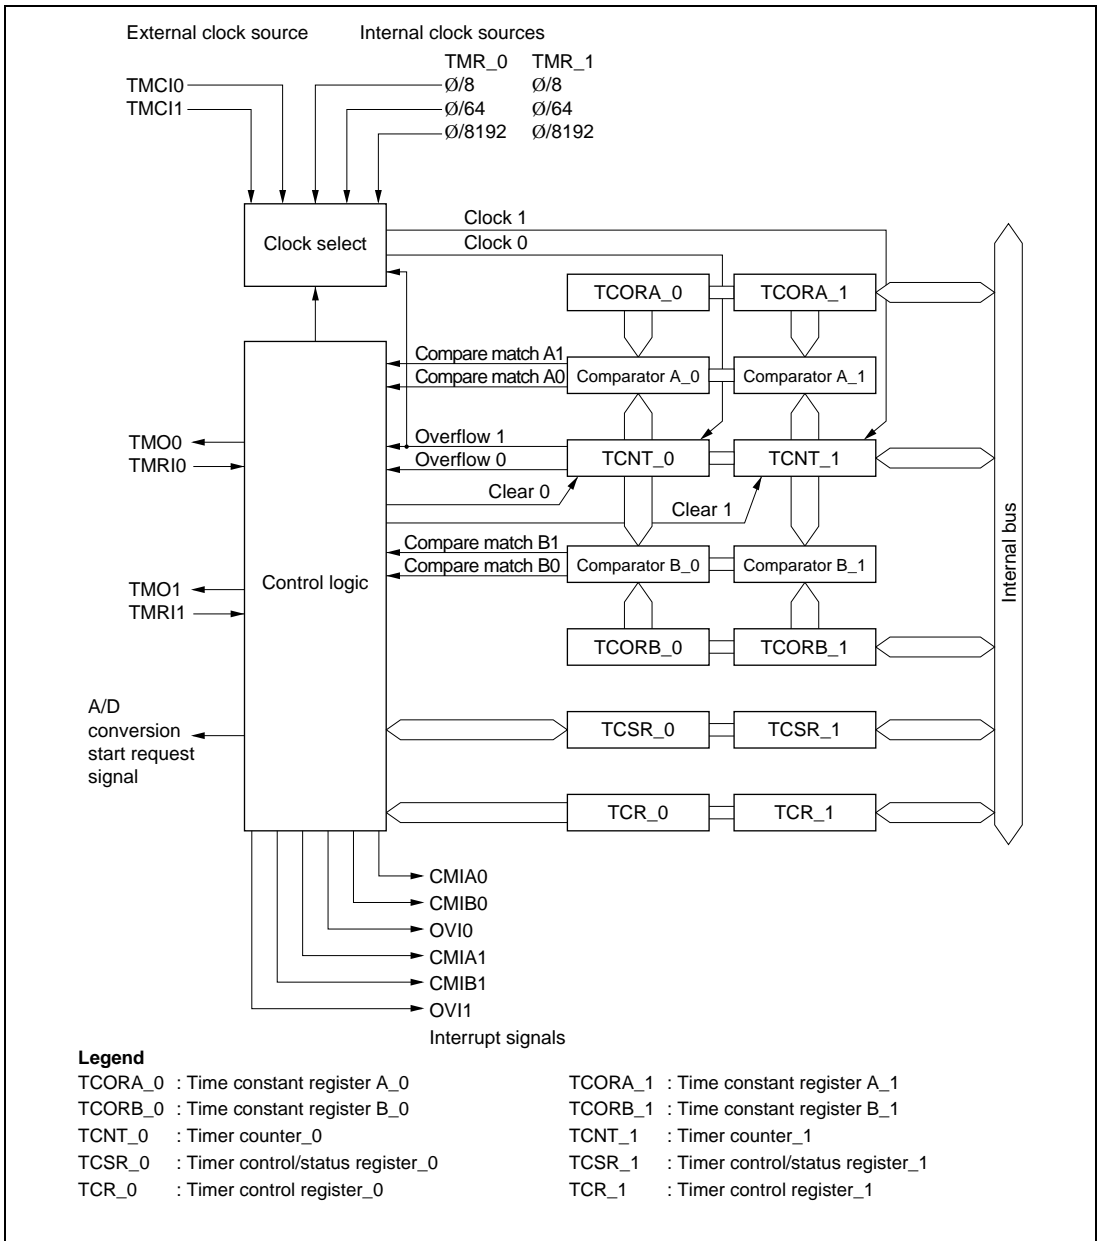 External clock source
Internal clock sources
TMR_0 TMR_1
TMCI0
Ø/8 Ø/8
TMCI1
Ø/64 Ø/64
Ø/8192 Ø/8192
Clock select
Clock 1
Clock 0
TCORA_0
TCORA_1
Compare match A1
Compare match A0
Comparator A_0
Comparator A_1
TMO0
TMRI0
Overflow 1
Overflow 0
TCNT_0
TCNT_1
Clear 0
Clear 1
Internal bus
Compare match B1
Compare match B0
Comparator B_0
Comparator B_1
Control logic
TMO1
TMRI1
TCORB_0
TCORB_1
A/D
conversion
start request
signal
TCSR_0
TCSR_1
TCR_0
TCR_1
CMIA0
CMIB0
OVI0
CMIA1
CMIB1
OVI1
Interrupt signals
Legend
TCORA_0 : Time constant register A_0
TCORA_1 : Time constant register A_1
TCORB_0 : Time constant register B_0
TCORB_1 : Time constant register B_1
TCNT_0 : Timer counter_0
TCNT_1 : Timer counter_1
TCSR_0 : Timer control/status register_0
TCSR_1 : Timer control/status register_1
TCR_0 : Timer control register_0
TCR_1 : Timer control register_1